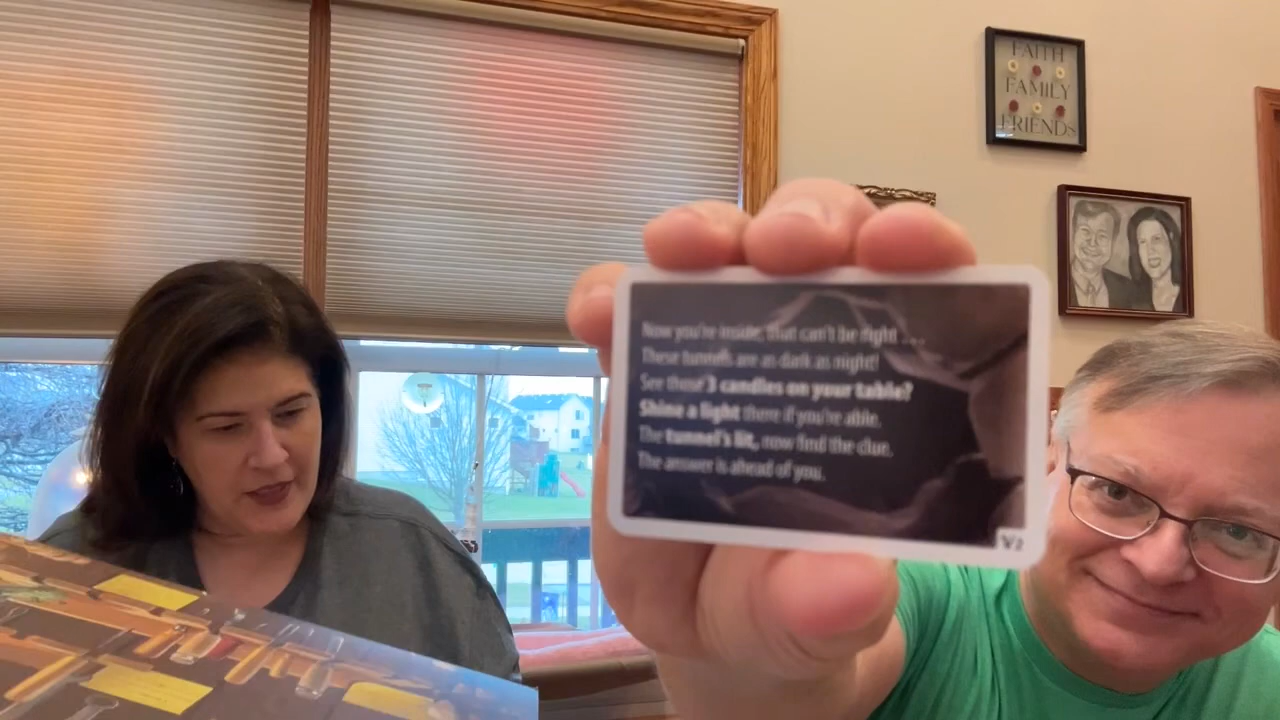 FAITH
FAMILY
FRIENDS
Now you're inside, that can't be right ...
These tunnels are as dark as night!
See those 3 candles on your table?
Shine a light there if you're able.
The tunnel's lit, now find the clue.
The answer is ahead of you.